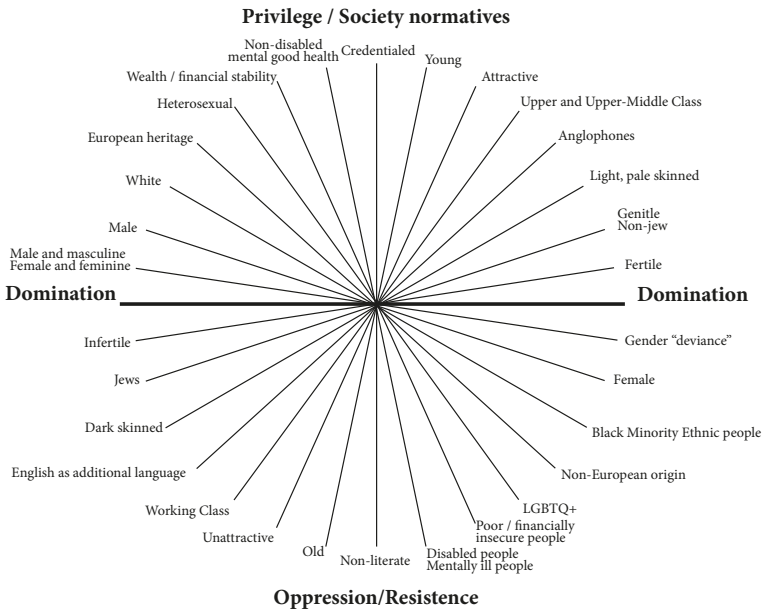 Privilege / Society normatives
Non-disabled
mental good health
Credentialed
Young
Wealth / financial stability
Attractive
Heterosexual
Upper and Upper-Middle Class
European heritage
Anglophones
White
Light, pale skinned
Male
Genitle
Non-jew
Male and masculine
Female and feminine
Fertile
Domination
Domination
Infertile
Gender “deviance”
Jews
Female
Dark skinned
Black Minority Ethnic people
English as additional language
Non-European origin
Working Class
LGBTQ+
Unattractive
Poor / financially
insecure people
Old
Non-literate
Disabled people
Mentally ill people
Oppression/Resistence